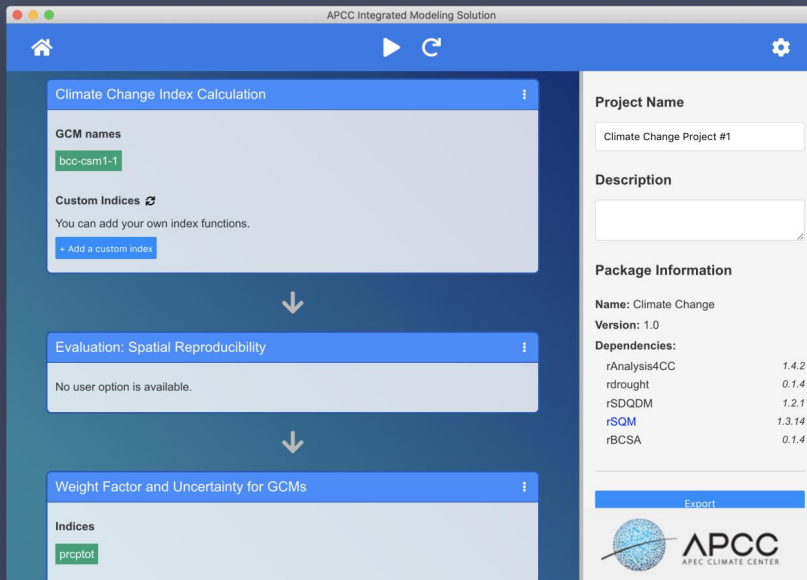 APCC Integrated Modeling Solution
Climate Change Index Calculation
GCM names
bcc-csm1-1
Custom Indices
You can add your own index functions.
+ Add a custom index
Evaluation: Spatial Reproducibility
No user option is available.
Weight Factor and Uncertainty for GCMs
Indices
prcptot
Project Name
Climate Change Project #1
Description
Package Information
Name: Climate Change
Version: 1.0
Dependencies:
rAnalysis4CC 1.4.2
rdrought 0.1.4
rSDQDM 1.2.1
rSQM 1.3.14
rBCSA 0.1.4
Export
APCC
APEC CLIMATE CENTER